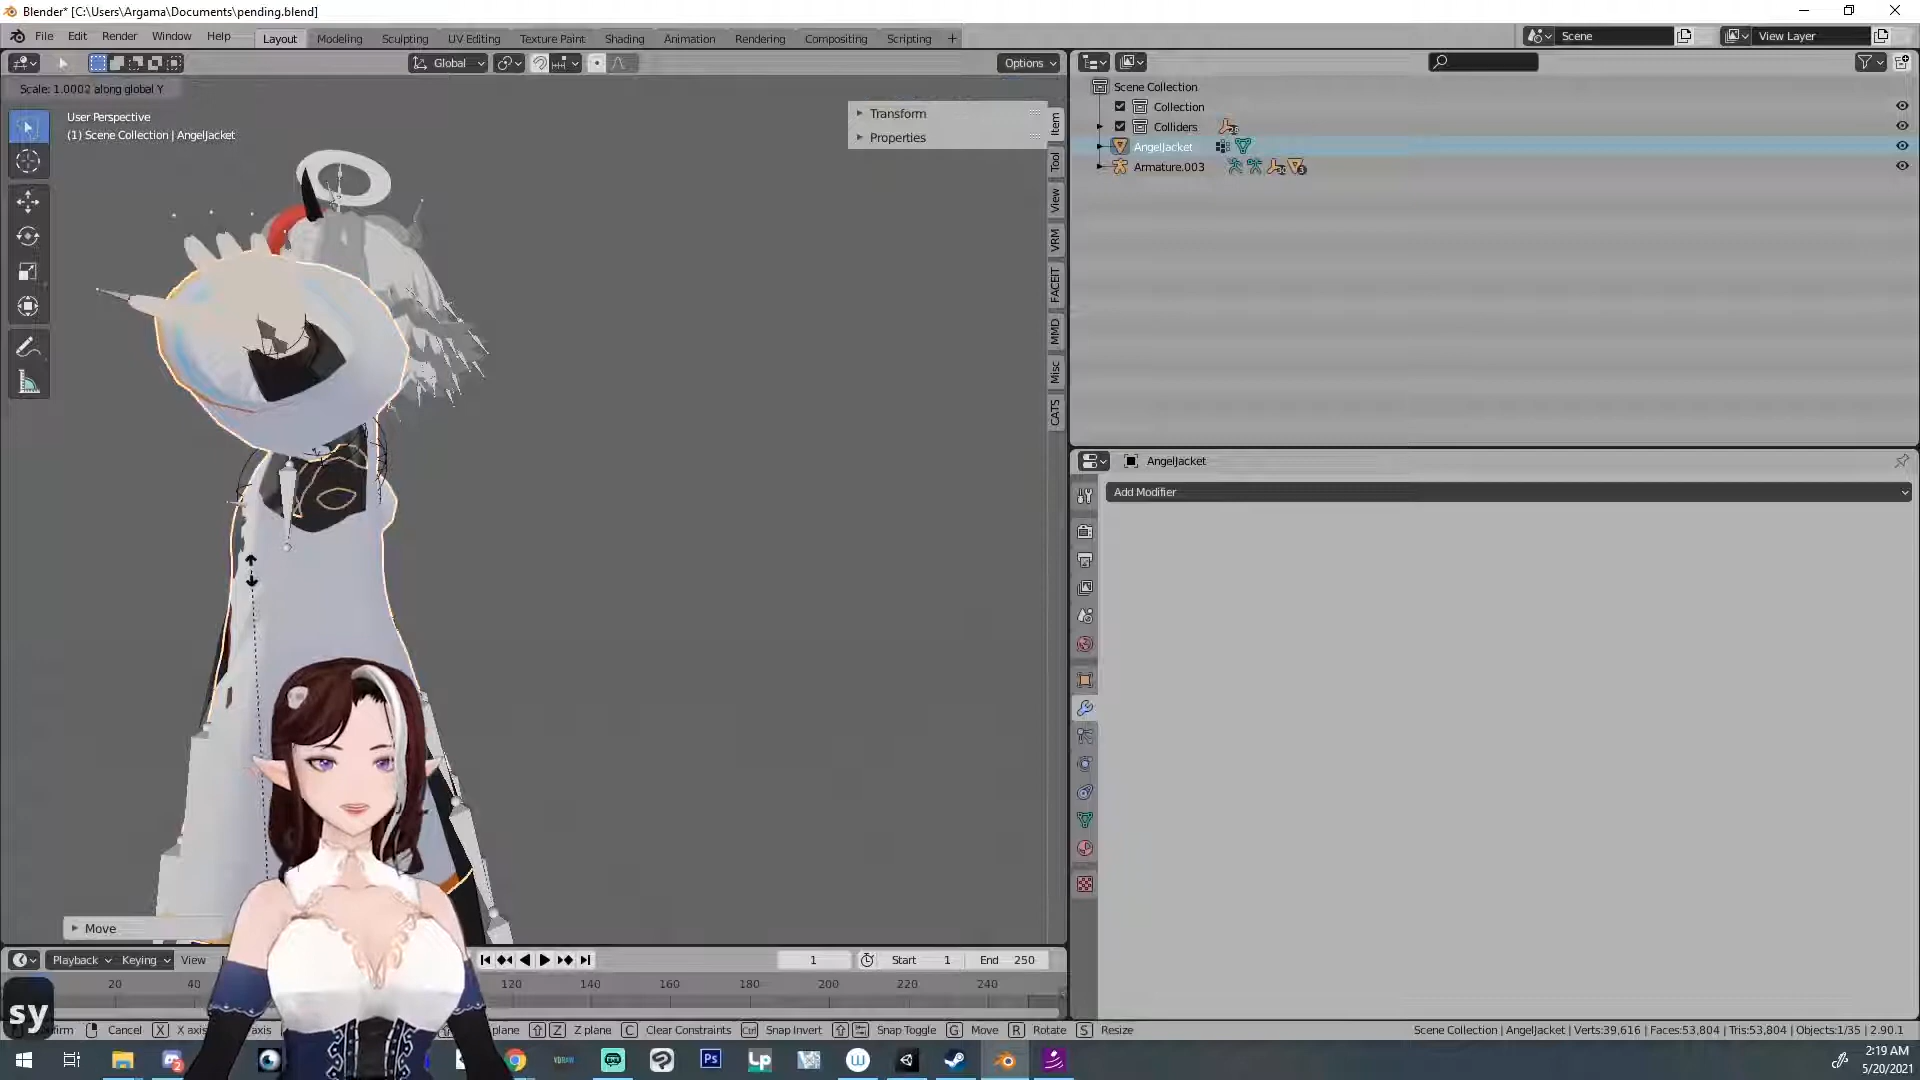 Blender* [C:\Users\Argama\Documents\pending.blend]
File Edit Render Window Help Layout Modeling Sculpting UV Editing Texture Paint Shading Animation Rendering Compositing Scripting + Scene View Layer
Global Options
Scale: 1.0002 along global Y
User Perspective
(1) Scene Collection | AngelJacket
Transform
Properties
Item
Tool
View
VRM
FACEIT
MMD
Misc
CATS
Scene Collection
Collection
Colliders
AngelJacket
Armature.003
AngelJacket
Add Modifier
Move
Playback Keying View 1 Start 1 End 250
20 40 120 140 160 180 200 220 240
sy
Cancel X X axis plane Z Z plane C Clear Constraints Ctrl Snap Invert Snap Toggle G Move R Rotate S Resize
Scene Collection | AngelJacket | Verts:39,616 | Faces:53,804 | Tris:53,804 | Objects:1/35 | 2.90.1
2
VDRAW
Ps
Lp
2:19 AM
5/20/2021